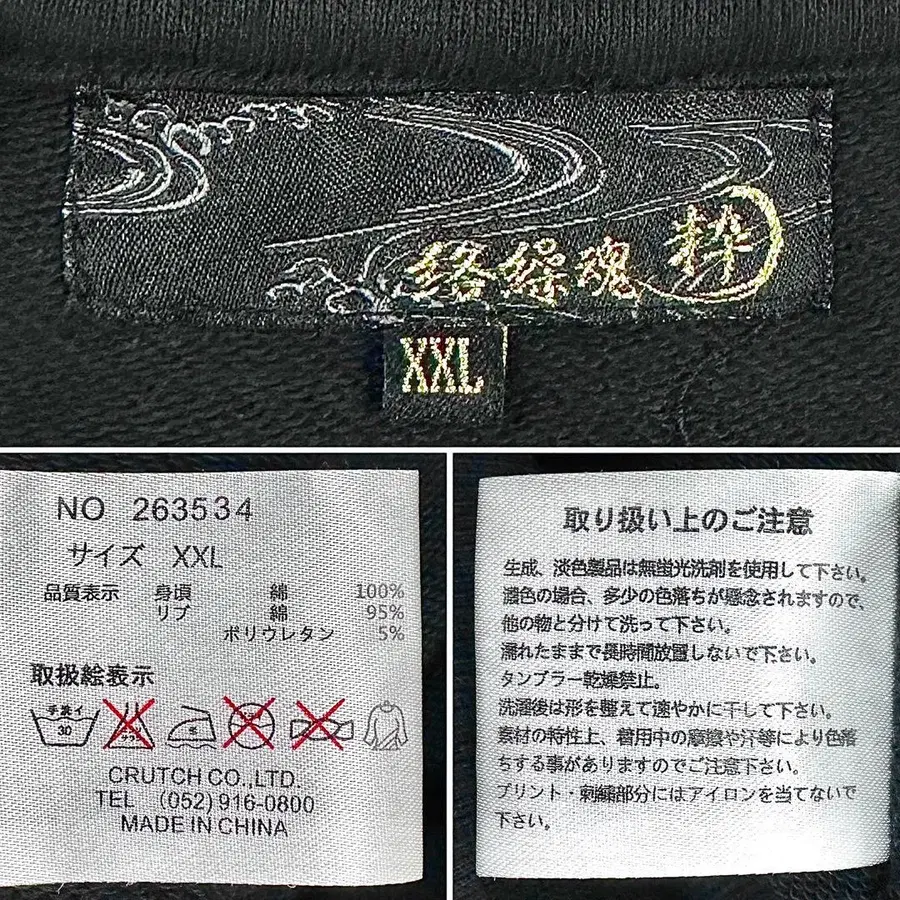 絡繰魂
粋
XXL
NO 263534
サイズ XXL
品質表示 身頃 綿 100%
リブ 綿 95%
ポリウレタン 5%
取扱絵表示
手洗イ
30
CRUTCH CO.,LTD.
TEL (052) 916-0800
MADE IN CHINA
取り扱い上のご注意
生成、淡色製品は無蛍光洗剤を使用して下さい。
濃色の場合、多少の色落ちが懸念されますので、
他の物と分けて洗って下さい。
濡れたままで長時間放置しないで下さい。
タンブラー乾燥禁止。
洗濯後は形を整えて速やかに干して下さい。
素材の特性上、着用中の摩擦や汗等により色落
ちする事がありますのでご注意下さい。
プリント・刺繍部分にはアイロンを当てないで
下さい。